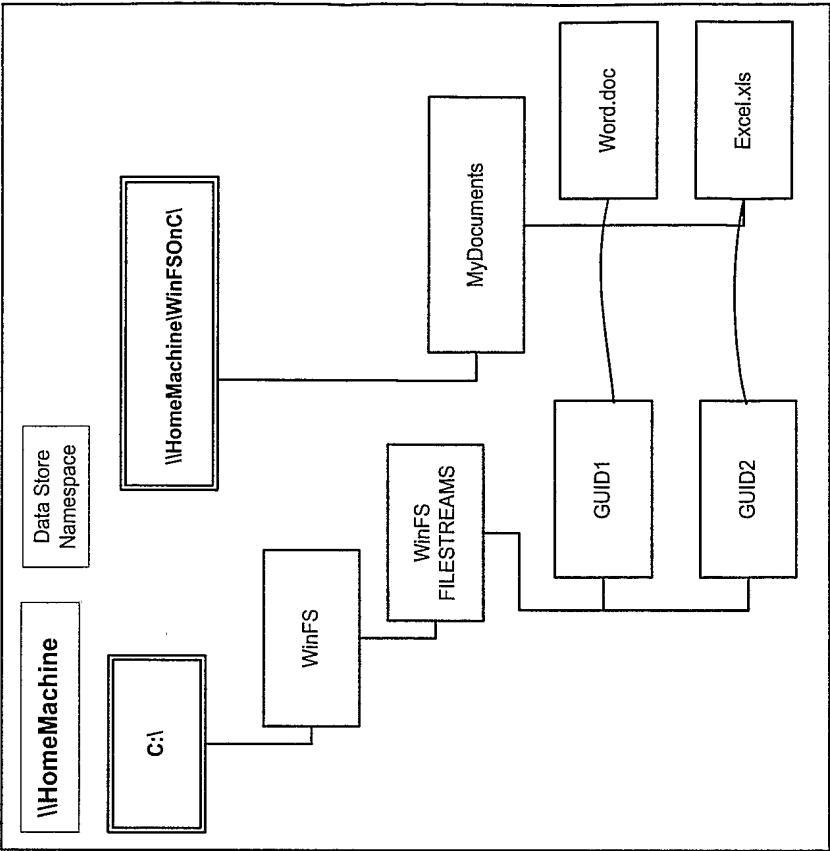 \\HomeMachine
Data Store
Namespace
C:\
\\HomeMachine\WinFSOnC\
WinFS
WinFS
FILESTREAMS
MyDocuments
GUID1
Word.doc
GUID2
Excel.xls